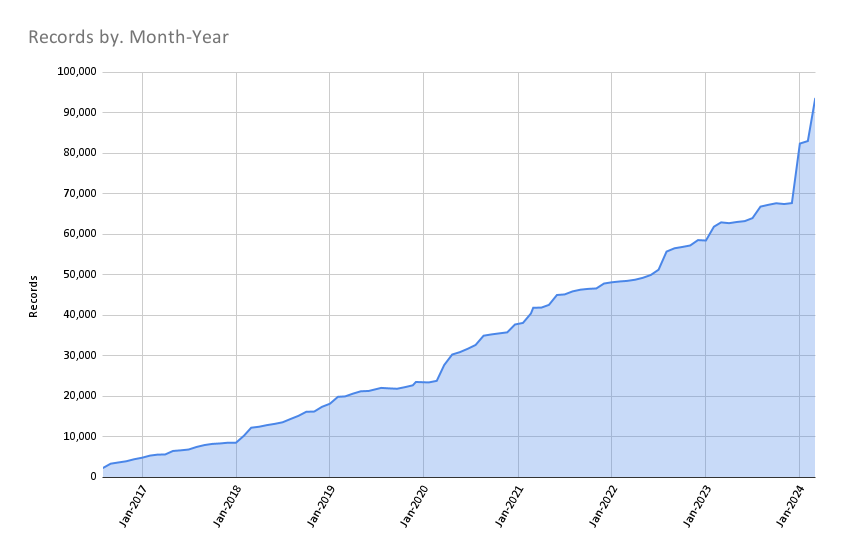 Records by. Month-Year
100,000
90,000
80,000
70,000
60,000
50,000
40,000
30,000
20,000
10,000
0
Records
Jan-2017
Jan-2018
Jan-2019
Jan-2020
Jan-2021
Jan-2022
Jan-2023
Jan-2024